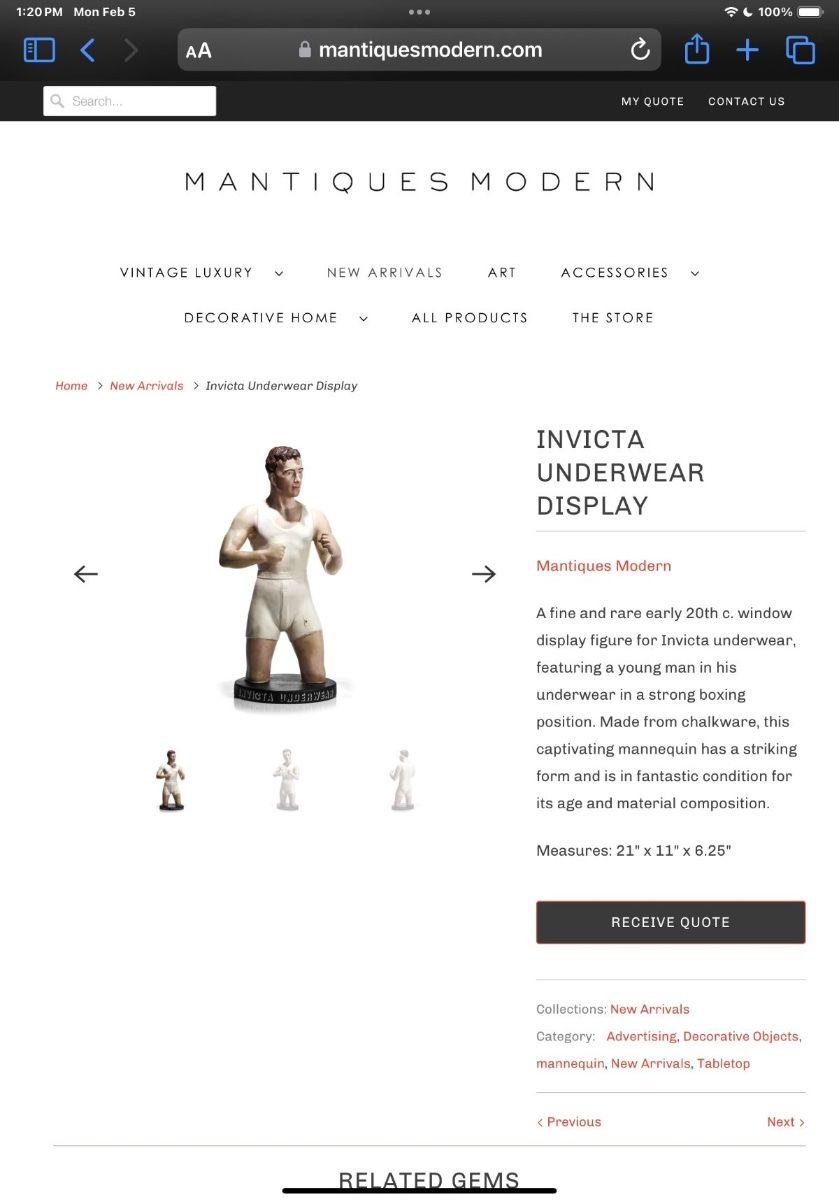 1:20 PM Mon Feb 5
100%
AA
mantiquesmodern.com
Search...
MY QUOTE CONTACT US
MANTIQUES MODERN
VINTAGE LUXURY NEW ARRIVALS ART ACCESSORIES
DECORATIVE HOME ALL PRODUCTS THE STORE
Home > New Arrivals > Invicta Underwear Display
INVICTA
UNDERWEAR
DISPLAY
Mantiques Modern
A fine and rare early 20th c. window
display figure for Invicta underwear,
featuring a young man in his
underwear in a strong boxing
position. Made from chalkware, this
captivating mannequin has a striking
form and is in fantastic condition for
its age and material composition.
Measures: 21" x 11" x 6.25"
INVICTA UNDERWEAR
RECEIVE QUOTE
Collections: New Arrivals
Category: Advertising, Decorative Objects,
mannequin, New Arrivals, Tabletop
< Previous
Next >
RELATED GEMS